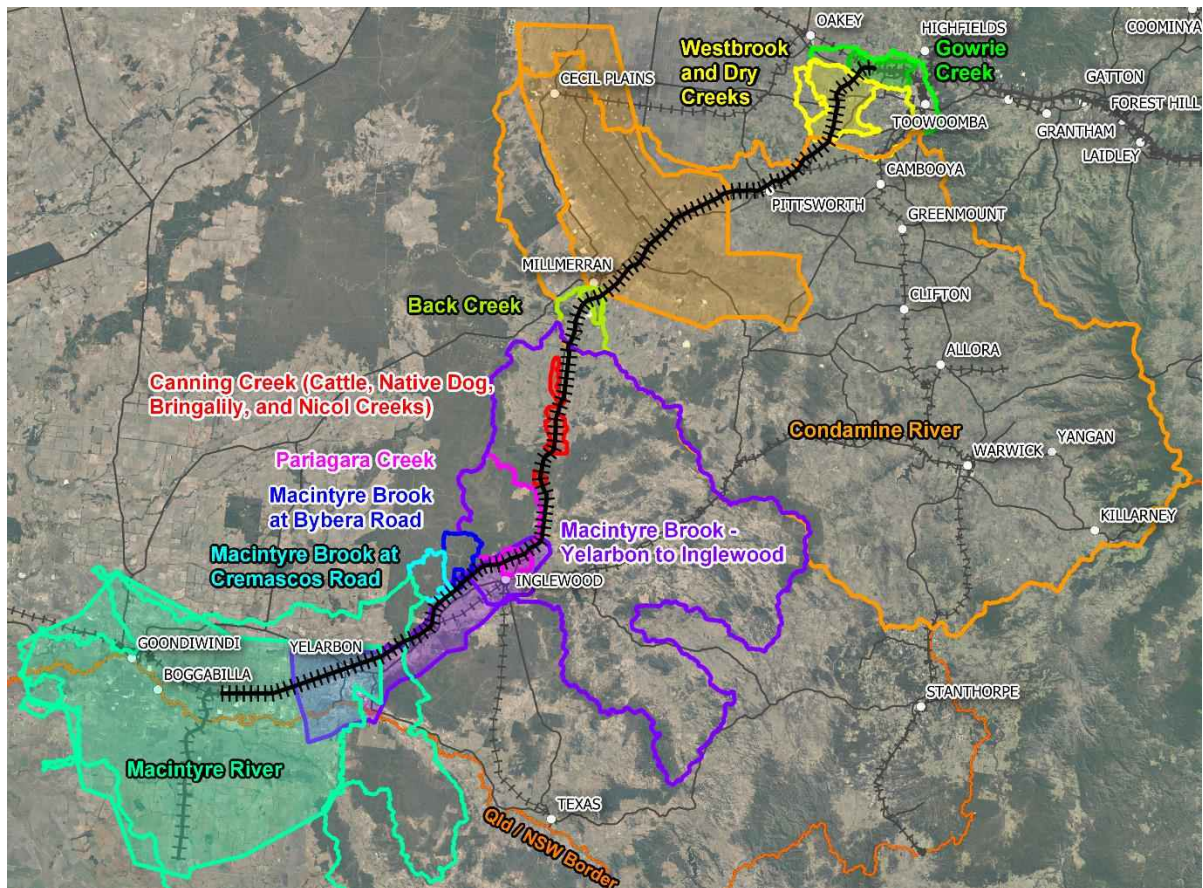 OAKEY
HIGHFIELDS
COOMINYA
Westbrook
and Dry
Creeks
Gowrie
Creek
CECIL PLAINS
GATTON
FOREST HILL
TOOWOOMBA
GRANTHAM
LAIDLEY
CAMBOOYA
PITTSWORTH
GREENMOUNT
MILLMERRAN
Back Creek
CLIFTON
ALLORA
Canning Creek (Cattle, Native Dog,
Bringalily, and Nicol Creeks)
Condamine River
YANGAN
WARWICK
Pariagara Creek
Macintyre Brook
at Bybera Road
Macintyre Brook -
Yelarbon to Inglewood
KILLARNEY
Macintyre Brook at
Cremascos Road
INGLEWOOD
GOONDIWINDI
YELARBON
BOGGABILLA
STANTHORPE
Macintyre River
TEXAS
Qld / NSW Border